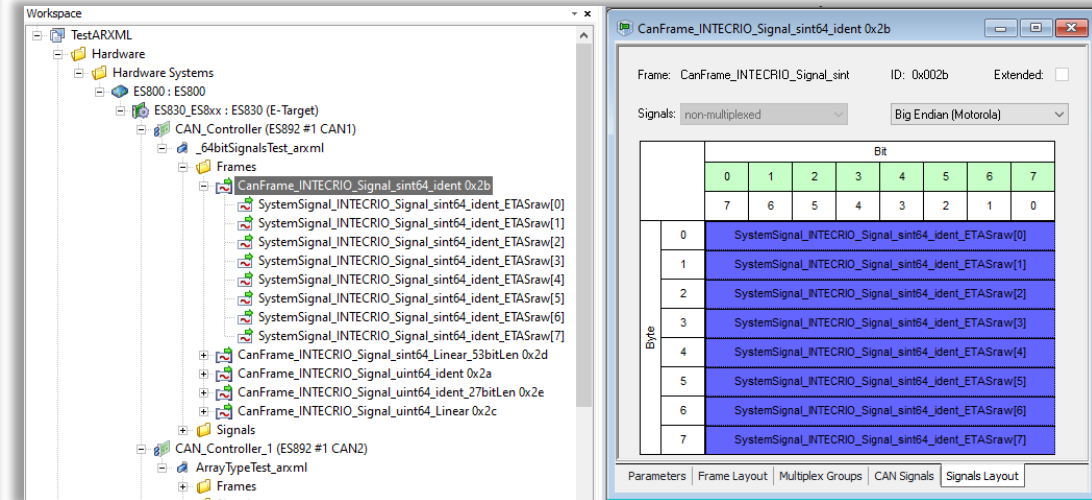 Workspace
TestARXML
Hardware
Hardware Systems
ES800 : ES800
ES830_ES8xx : ES830 (E-Target)
CAN_Controller (ES892 #1 CAN1)
_64bitSignalsTest_arxml
Frames
CanFrame_INTECRIO_Signal_sint64_ident 0x2b
SystemSignal_INTECRIO_Signal_sint64_ident_ETASraw[0]
SystemSignal_INTECRIO_Signal_sint64_ident_ETASraw[1]
SystemSignal_INTECRIO_Signal_sint64_ident_ETASraw[2]
SystemSignal_INTECRIO_Signal_sint64_ident_ETASraw[3]
SystemSignal_INTECRIO_Signal_sint64_ident_ETASraw[4]
SystemSignal_INTECRIO_Signal_sint64_ident_ETASraw[5]
SystemSignal_INTECRIO_Signal_sint64_ident_ETASraw[6]
SystemSignal_INTECRIO_Signal_sint64_ident_ETASraw[7]
CanFrame_INTECRIO_Signal_sint64_Linear_53bitLen 0x2d
CanFrame_INTECRIO_Signal_uint64_ident 0x2a
CanFrame_INTECRIO_Signal_uint64_ident_27bitLen 0x2e
CanFrame_INTECRIO_Signal_uint64_Linear 0x2c
Signals
CAN_Controller_1 (ES892 #1 CAN2)
ArrayTypeTest_arxml
Frames
CanFrame_INTECRIO_Signal_sint64_ident 0x2b
Frame: CanFrame_INTECRIO_Signal_sint ID: 0x002b Extended:
Signals: non-multiplexed Big Endian (Motorola)
Bit
0 1 2 3 4 5 6 7
7 6 5 4 3 2 1 0
Byte
0 SystemSignal_INTECRIO_Signal_sint64_ident_ETASraw[0]
1 SystemSignal_INTECRIO_Signal_sint64_ident_ETASraw[1]
2 SystemSignal_INTECRIO_Signal_sint64_ident_ETASraw[2]
3 SystemSignal_INTECRIO_Signal_sint64_ident_ETASraw[3]
4 SystemSignal_INTECRIO_Signal_sint64_ident_ETASraw[4]
5 SystemSignal_INTECRIO_Signal_sint64_ident_ETASraw[5]
6 SystemSignal_INTECRIO_Signal_sint64_ident_ETASraw[6]
7 SystemSignal_INTECRIO_Signal_sint64_ident_ETASraw[7]
Parameters Frame Layout Multiplex Groups CAN Signals Signals Layout